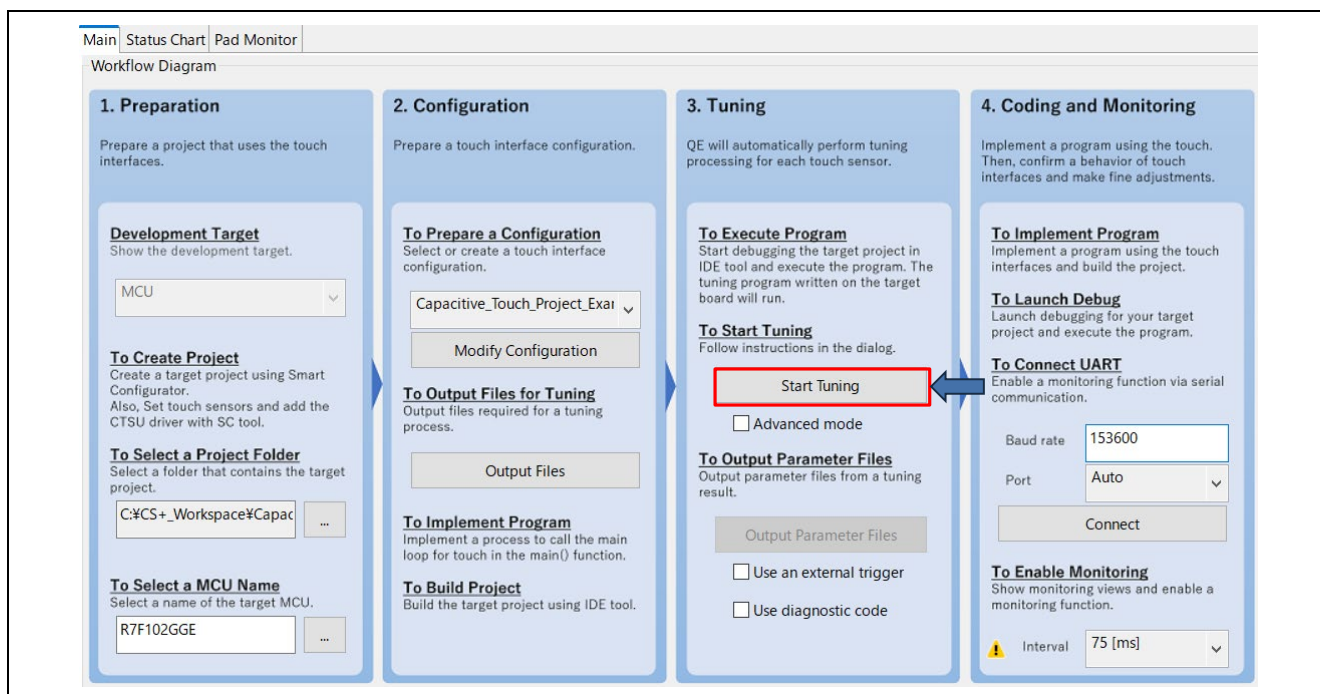 Main Status Chart Pad Monitor
Workflow Diagram
1. Preparation
Prepare a project that uses the touch
interfaces.
Development Target
Show the development target.
MCU
To Create Project
Create a target project using Smart
Configurator.
Also, Set touch sensors and add the
CTSU driver with SC tool.
To Select a Project Folder
Select a folder that contains the target
project.
C:¥CS+_Workspace¥Capac
...
To Select a MCU Name
Select a name of the target MCU.
R7F102GGE
...
2. Configuration
Prepare a touch interface configuration.
To Prepare a Configuration
Select or create a touch interface
configuration.
Capacitive_Touch_Project_Exar
Modify Configuration
To Output Files for Tuning
Output files required for a tuning
process.
Output Files
To Implement Program
Implement a process to call the main
loop for touch in the main() function.
To Build Project
Build the target project using IDE tool.
3. Tuning
QE will automatically perform tuning
processing for each touch sensor.
To Execute Program
Start debugging the target project in
IDE tool and execute the program. The
tuning program written on the target
board will run.
To Start Tuning
Follow instructions in the dialog.
Start Tuning
Advanced mode
To Output Parameter Files
Output parameter files from a tuning
result.
Output Parameter Files
Use an external trigger
Use diagnostic code
4. Coding and Monitoring
Implement a program using the touch.
Then, confirm a behavior of touch
interfaces and make fine adjustments.
To Implement Program
Implement a program using the touch
interfaces and build the project.
To Launch Debug
Launch debugging for your target
project and execute the program.
To Connect UART
Enable a monitoring function via serial
communication.
Baud rate 153600
Port Auto
Connect
To Enable Monitoring
Show monitoring views and enable a
monitoring function.
Interval 75 [ms]